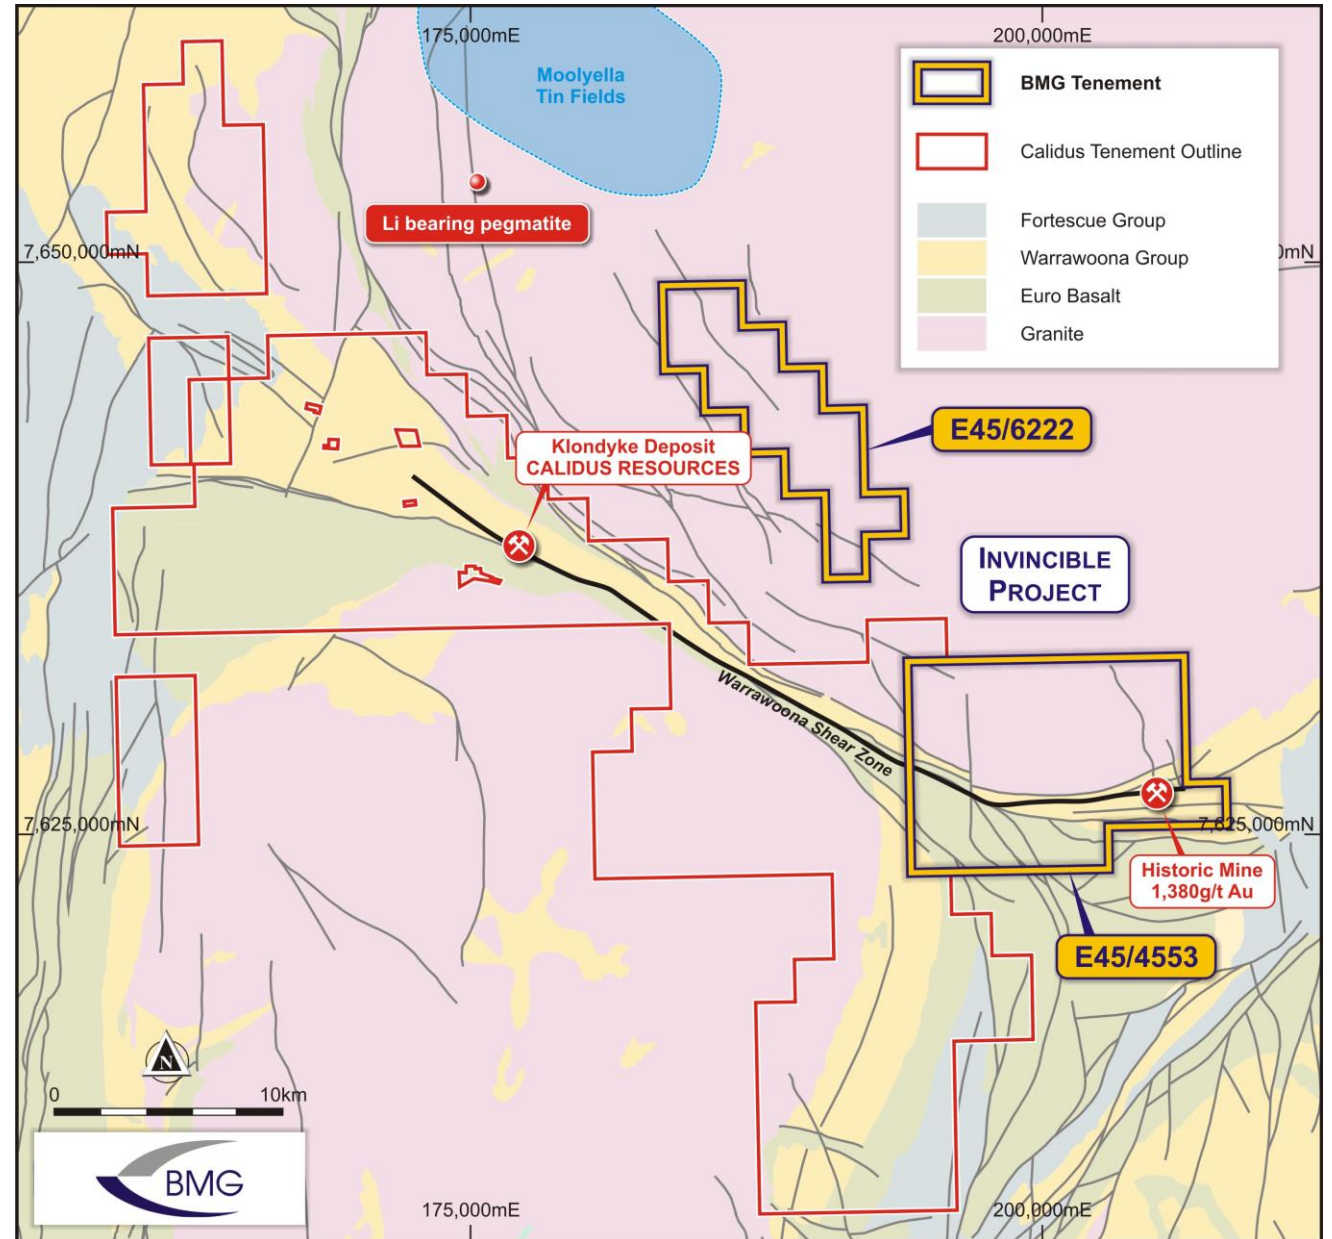 175,000mE
200,000mE
Moolyella
Tin Fields
BMG Tenement
Calidus Tenement Outline
Fortescue Group
Warrawoona Group
Euro Basalt
Granite
Li bearing pegmatite
7,650,000mN
0mN
E45/6222
Klondyke Deposit
CALIDUS RESOURCES
INVINCIBLE
PROJECT
Warrawoona Shear Zone
7,625,000mN
7,625,000mN
Historic Mine
1,380g/t Au
E45/4553
N
0
10km
BMG
175,000mE
200,000mE